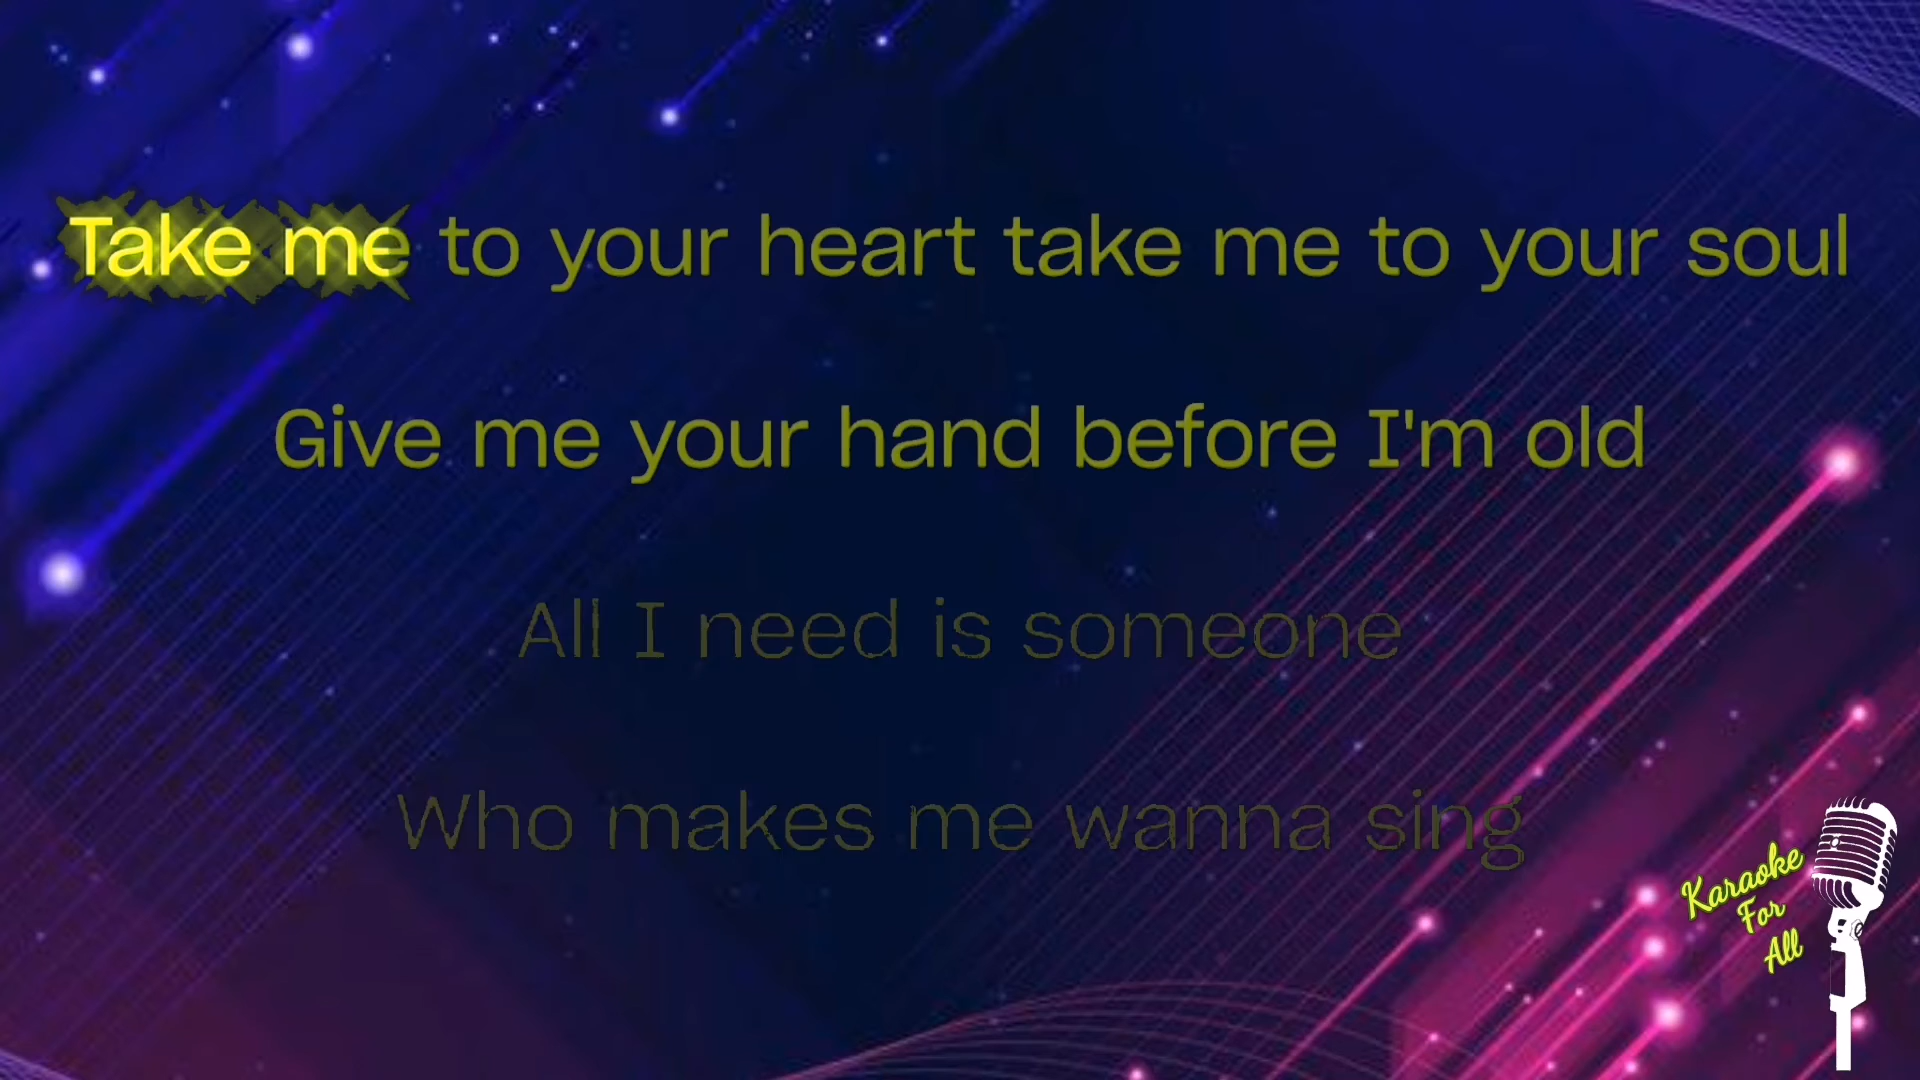 Take me to your heart take me to your soul
Give me your hand before I'm old
All I need is someone
Who makes me wanna sing
Karaoke
For
All